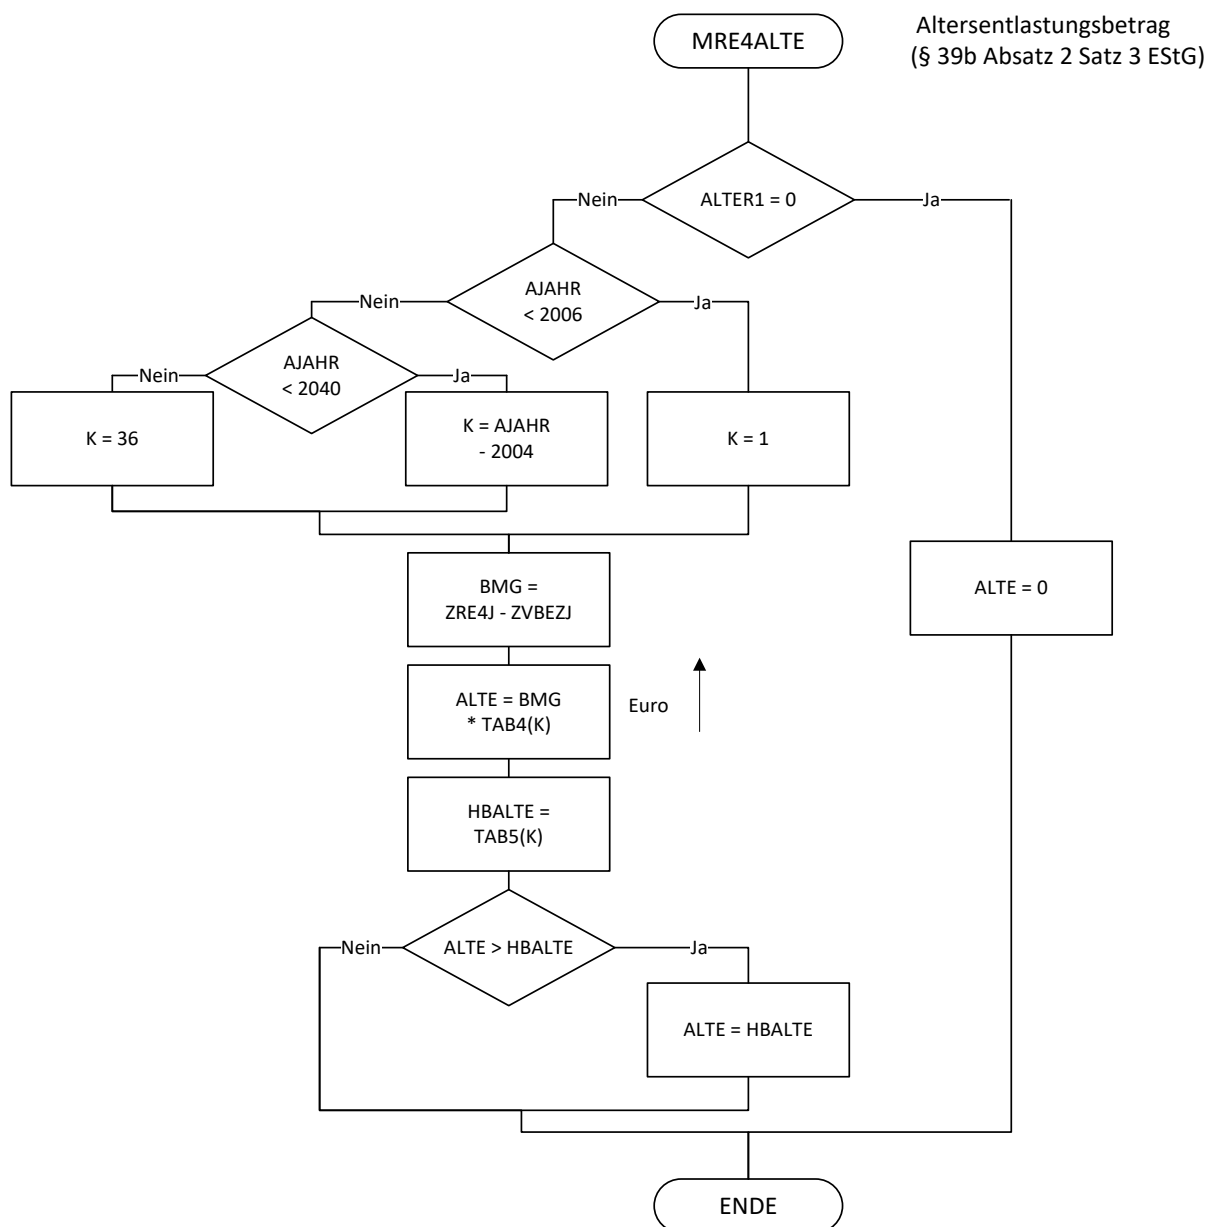 MRE4ALTE
Altersentlastungsbetrag
(§ 39b Absatz 2 Satz 3 EStG)
Nein
ALTER1 = 0
Ja
Nein
AJAHR
< 2006
Ja
Nein
AJAHR
< 2040
Ja
K = 36
K = AJAHR
- 2004
K = 1
BMG =
ZRE4J - ZVBEZJ
ALTE = 0
ALTE = BMG
* TAB4(K)
Euro
HBALTE =
TAB5(K)
Nein
ALTE > HBALTE
Ja
ALTE = HBALTE
ENDE